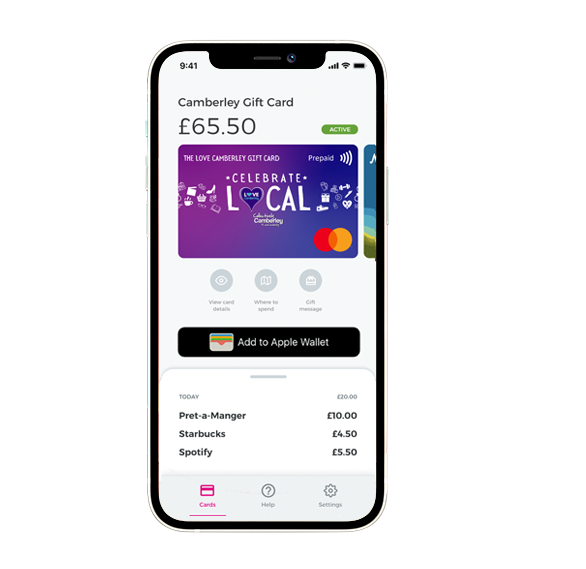 9:41
Camberley Gift Card
£65.50
ACTIVE
THE LOVE CAMBERLEY GIFT CARD
Prepaid
CELEBRATE
LOCAL
LOVE
Camberley
View card
details
Where to
spend
Gift
message
Add to Apple Wallet
TODAY £20.00
Pret-a-Manger £10.00
Starbucks £4.50
Spotify £5.50
Cards
Help
Settings